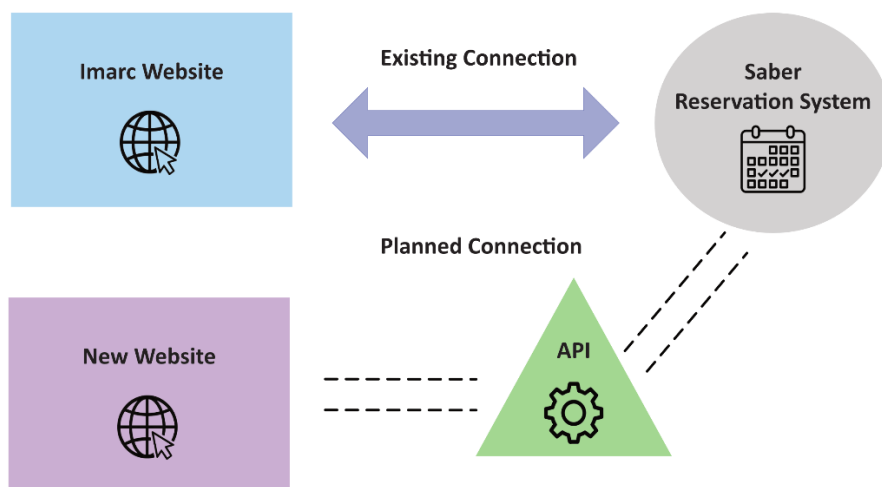 Imarc Website
Existing Connection
Saber
Reservation System
Planned Connection
New Website
API